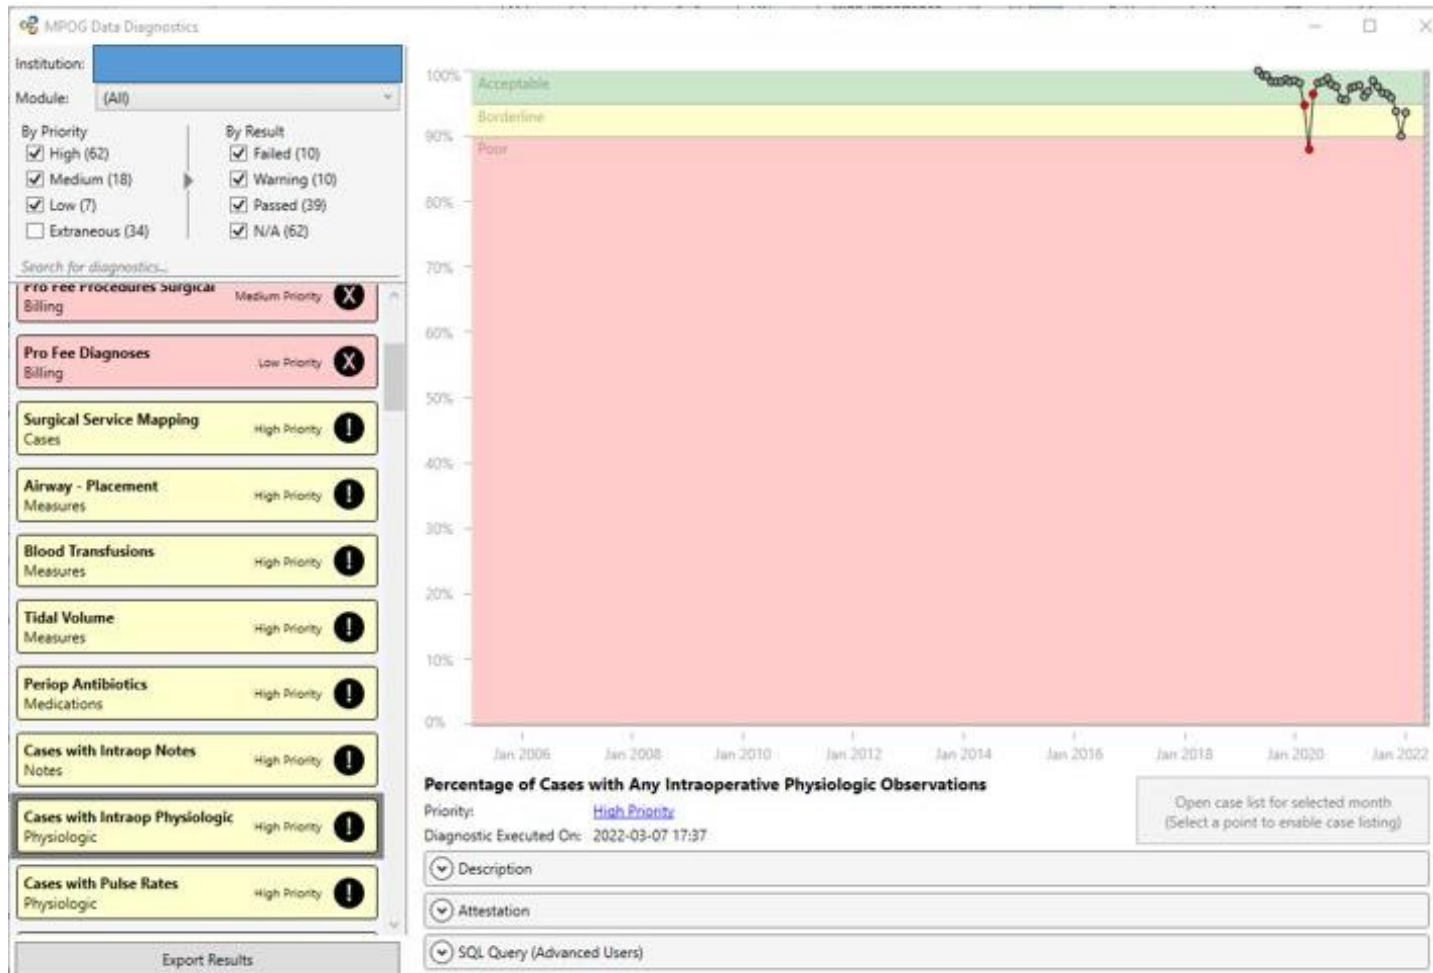 MPOG Data Diagnostics
Institution:
Module: (All)
By Priority
High (62)
Medium (18)
Low (7)
Extraneous (34)
By Result
Failed (10)
Warning (10)
Passed (39)
N/A (62)
Search for diagnostics...
Pro Fee Procedures Surgical
Billing
Medium Priority
X
Pro Fee Diagnoses
Billing
Low Priority
X
Surgical Service Mapping
Cases
High Priority
!
Airway - Placement
Measures
High Priority
!
Blood Transfusions
Measures
High Priority
!
Tidal Volume
Measures
High Priority
!
Periop Antibiotics
Medications
High Priority
!
Cases with Intraop Notes
Notes
High Priority
!
Cases with Intraop Physiologic
Physiologic
High Priority
!
Cases with Pulse Rates
Physiologic
High Priority
!
Export Results
100%
Acceptable
Borderline
90%
Poor
80%
70%
60%
50%
40%
30%
20%
10%
0%
Jan 2006 Jan 2008 Jan 2010 Jan 2012 Jan 2014 Jan 2016 Jan 2018 Jan 2020 Jan 2022
Percentage of Cases with Any Intraoperative Physiologic Observations
Priority: High Priority
Diagnostic Executed On: 2022-03-07 17:37
Open case list for selected month
(Select a point to enable case listing)
Description
Attestation
SQL Query (Advanced Users)